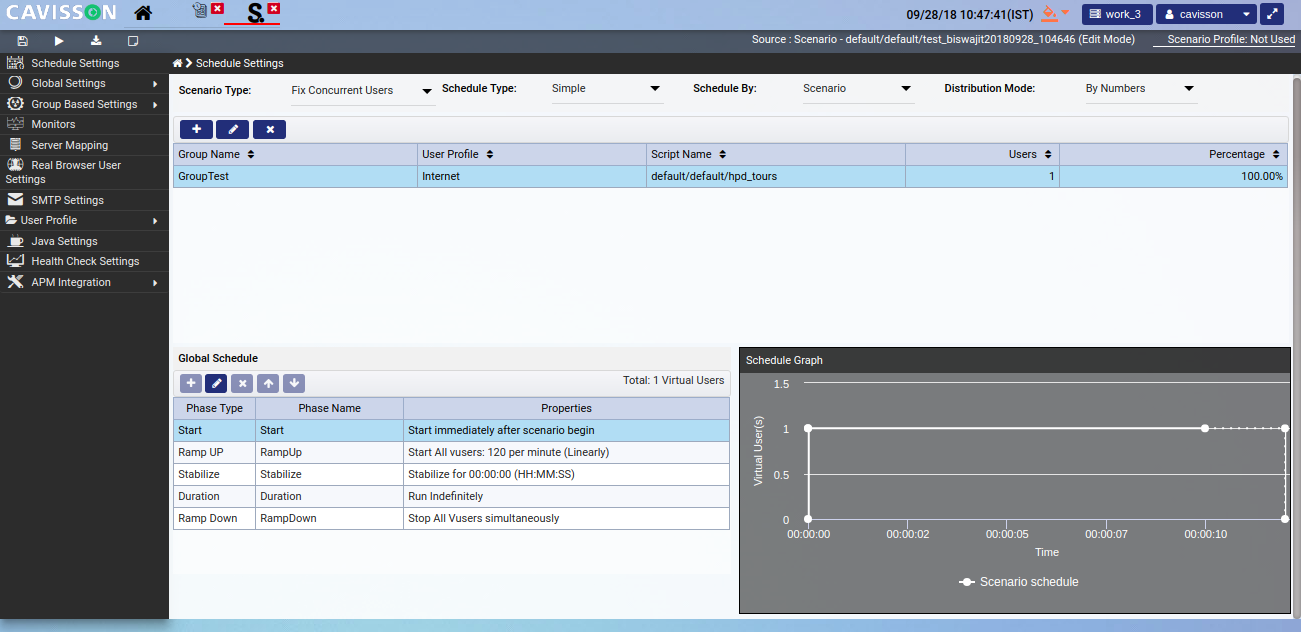 CAVISSON
S.
09/28/18 10:47:41(IST)
work_3
cavisson
Source : Scenario - default/default/test_biswajit20180928_104646 (Edit Mode)
Scenario Profile: Not Used
Schedule Settings
Global Settings
Group Based Settings
Monitors
Server Mapping
Real Browser User
Settings
SMTP Settings
User Profile
Java Settings
Health Check Settings
APM Integration
Schedule Settings
Scenario Type: Fix Concurrent Users Schedule Type: Simple Schedule By: Scenario Distribution Mode: By Numbers
Group Name User Profile Script Name Users Percentage
GroupTest Internet default/default/hpd_tours 1 100.00%
Global Schedule
Total: 1 Virtual Users
Phase Type Phase Name Properties
Start Start Start immediately after scenario begin
Ramp UP RampUp Start All vusers: 120 per minute (Linearly)
Stabilize Stabilize Stabilize for 00:00:00 (HH:MM:SS)
Duration Duration Run Indefinitely
Ramp Down RampDown Stop All Vusers simultaneously
Schedule Graph
Virtual User(s)
1.5
1
0.5
0
00:00:00 00:00:02 00:00:05 00:00:07 00:00:10
Time
Scenario schedule